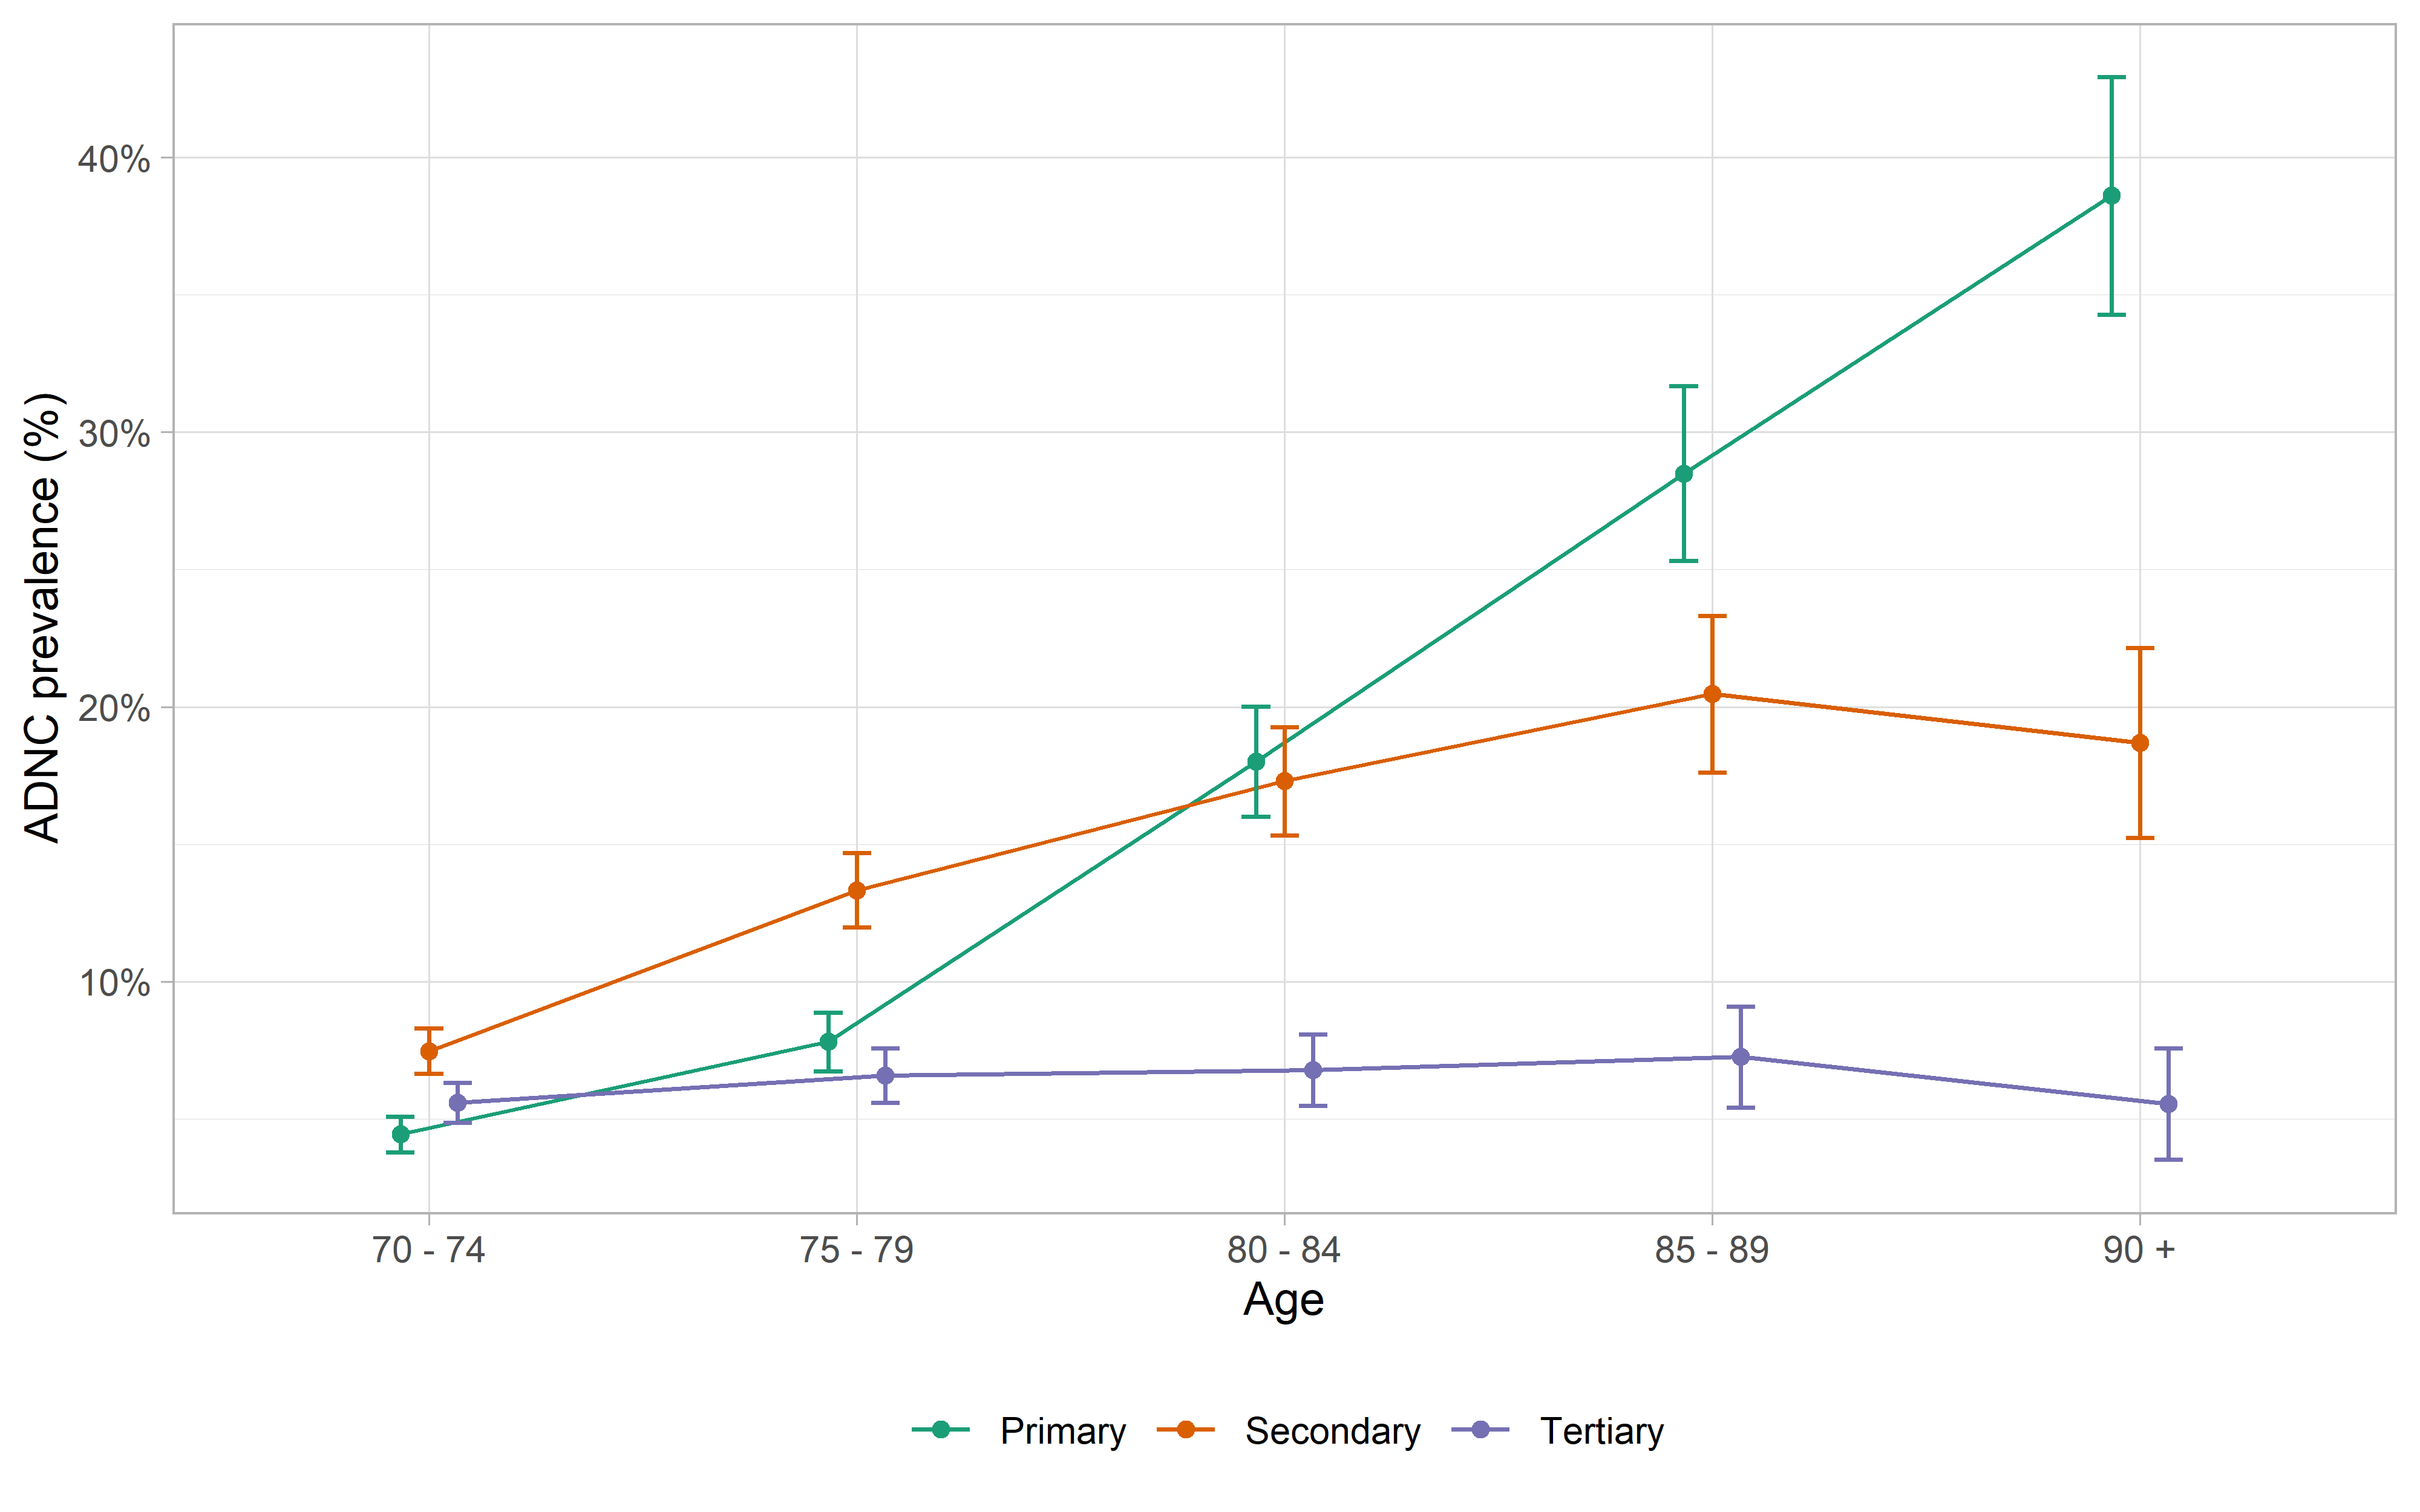 ADNC prevalence (%)
40%
30%
20%
10%
70 - 74 75 - 79 80 - 84 85 - 89 90 +
Age
Primary Secondary Tertiary